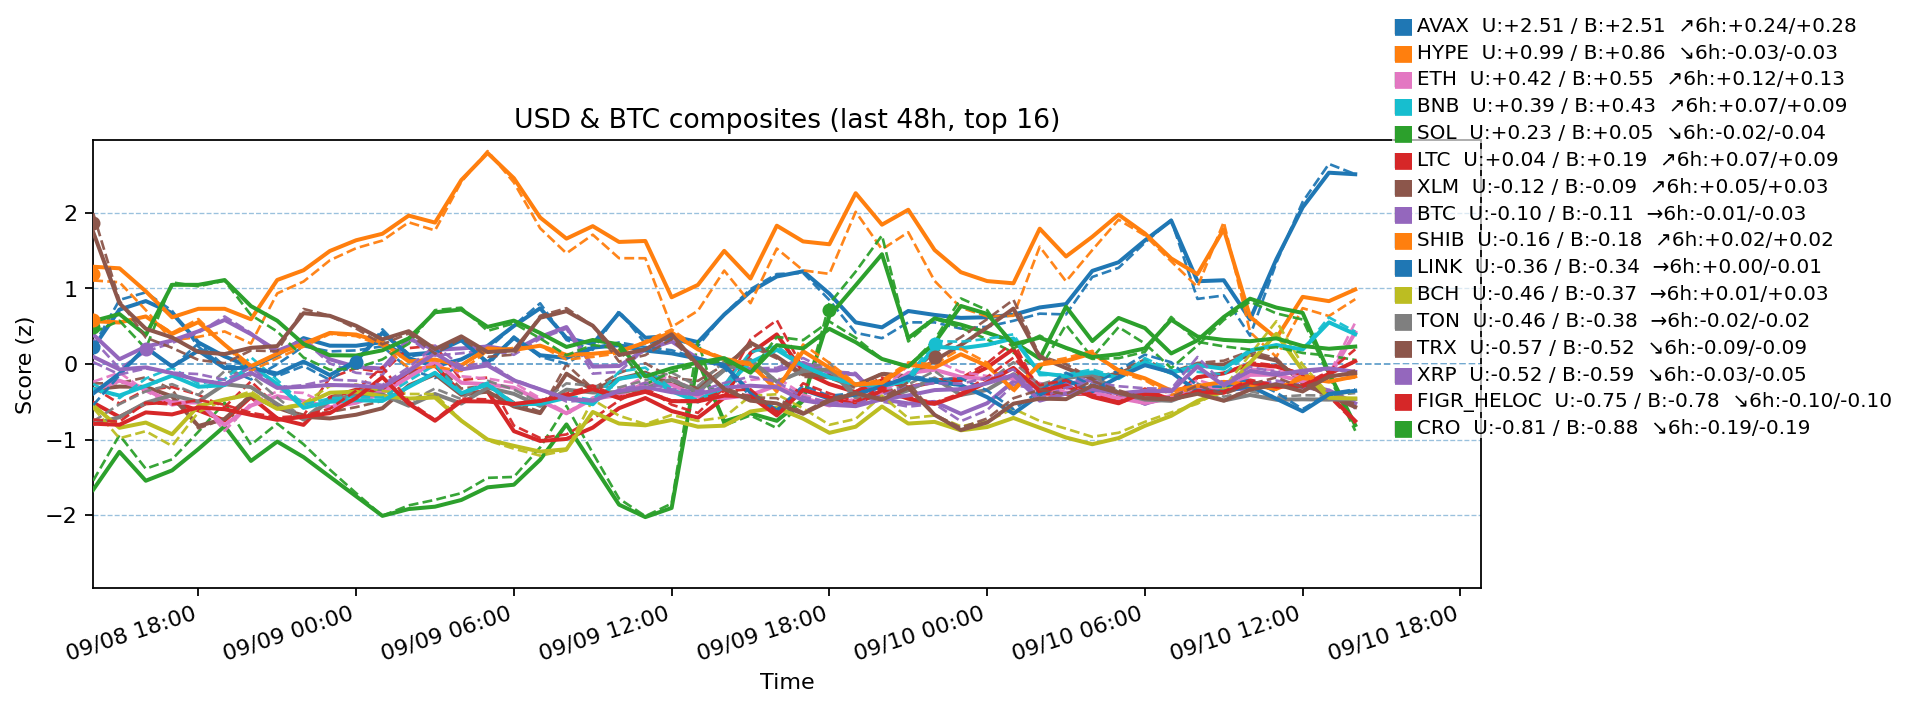 AVAX  U:+2.51 / B:+2.51  ↗6h:+0.24/+0.28
HYPE  U:+0.99 / B:+0.86  ↘6h:-0.03/-0.03
ETH  U:+0.42 / B:+0.55  ↗6h:+0.12/+0.13
BNB  U:+0.39 / B:+0.43  ↗6h:+0.07/+0.09
SOL  U:+0.23 / B:+0.05  ↘6h:-0.02/-0.04
LTC  U:+0.04 / B:+0.19  ↗6h:+0.07/+0.09
XLM  U:-0.12 / B:-0.09  ↗6h:+0.05/+0.03
BTC  U:-0.10 / B:-0.11  →6h:-0.01/-0.03
SHIB  U:-0.16 / B:-0.18  ↗6h:+0.02/+0.02
LINK  U:-0.36 / B:-0.34  →6h:+0.00/-0.01
BCH  U:-0.46 / B:-0.37  →6h:+0.01/+0.03
TON  U:-0.46 / B:-0.38  →6h:-0.02/-0.02
TRX  U:-0.57 / B:-0.52  ↘6h:-0.09/-0.09
XRP  U:-0.52 / B:-0.59  ↘6h:-0.03/-0.05
FIGR_HELOC  U:-0.75 / B:-0.78  ↘6h:-0.10/-0.10
CRO  U:-0.81 / B:-0.88  ↘6h:-0.19/-0.19
USD & BTC composites (last 48h, top 16)
Score (z)
2
1
0
−1
−2
09/08 18:00
09/09 00:00
09/09 06:00
09/09 12:00
09/09 18:00
09/10 00:00
09/10 06:00
09/10 12:00
09/10 18:00
Time